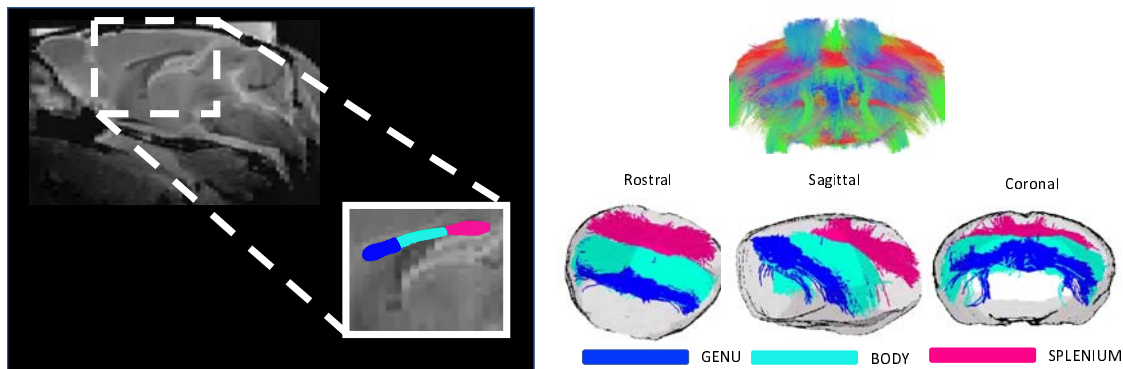 Rostral
Sagittal
Coronal
GENU
BODY
SPLENIUM